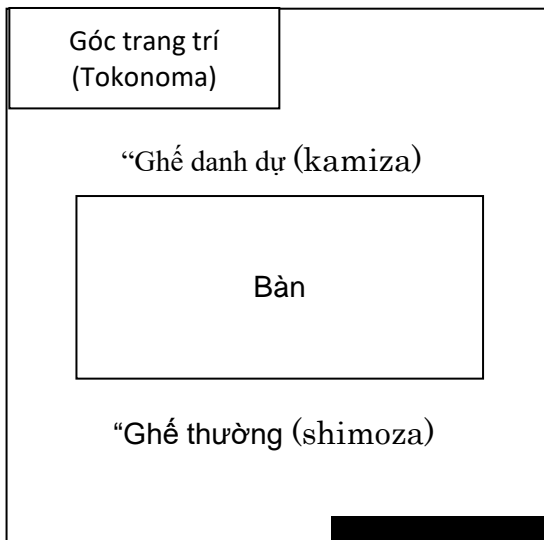 Góc trang trí
(Tokonoma)
“Ghế danh dự (kamiza)
Bàn
“Ghế thường (shimoza)